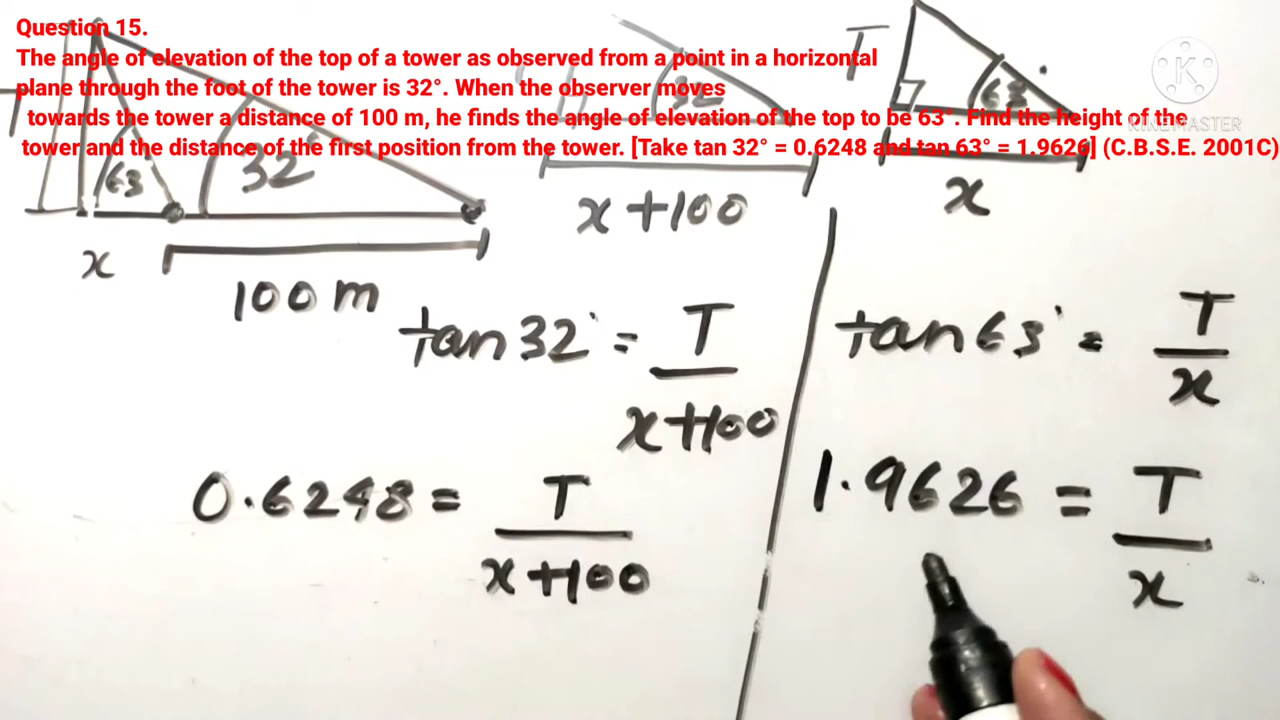 Question 15.
The angle of elevation of the top of a tower as observed from a point in a horizontal
plane through the foot of the tower is 32°. When the observer moves
towards the tower a distance of 100 m, he finds the angle of elevation of the top to be 63°. Find the height of the
tower and the distance of the first position from the tower. [Take tan 32° = 0.6248 and tan 63° = 1.9626] (C.B.S.E. 2001C)
K
KINEMASTER
T
63
32°
x
100 m
32
x+100
T
63
x
tan 32° = T
x+100
tan 63° = T
x
0.6248 = T
x+100
1.9626 = T
x